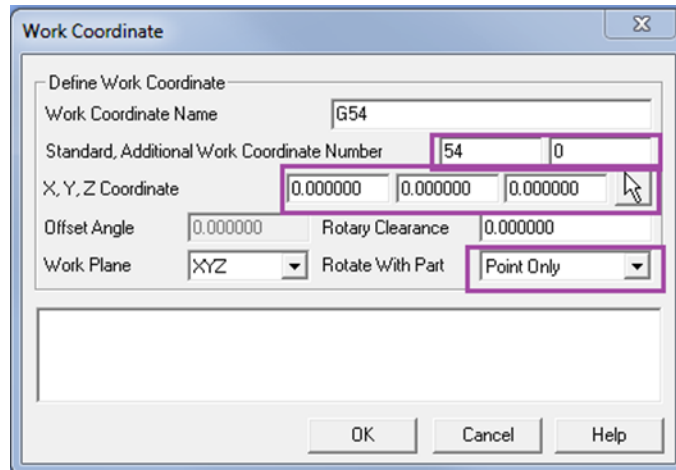 Work Coordinate
Define Work Coordinate
Work Coordinate Name G54
Standard, Additional Work Coordinate Number 54 0
X, Y, Z Coordinate 0.000000 0.000000 0.000000
Offset Angle 0.000000 Rotary Clearance 0.000000
Work Plane XYZ Rotate With Part Point Only
OK Cancel Help